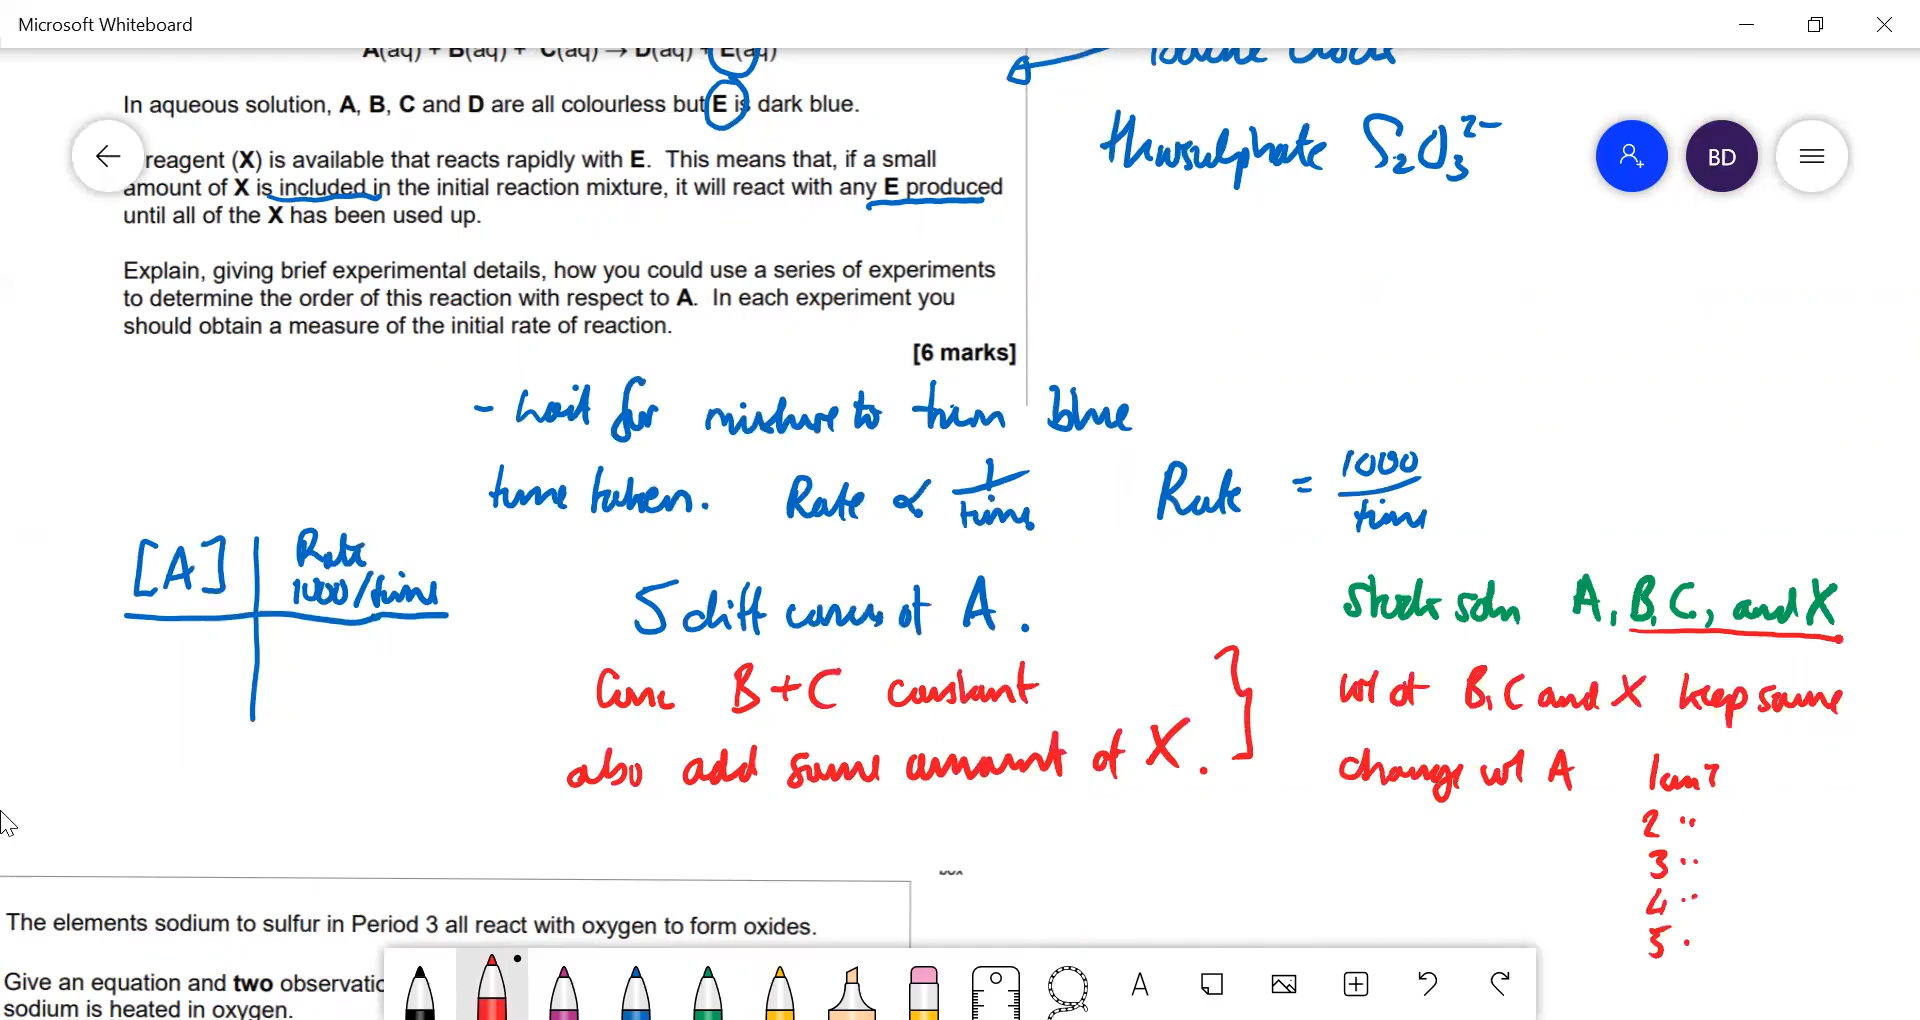 Microsoft Whiteboard
A(aq) + B(aq) + C(aq) → D(aq) + E(aq)
In aqueous solution, A, B, C and D are all colourless but E is dark blue.
reagent (X) is available that reacts rapidly with E. This means that, if a small
amount of X is included in the initial reaction mixture, it will react with any E produced
until all of the X has been used up.
Explain, giving brief experimental details, how you could use a series of experiments
to determine the order of this reaction with respect to A. In each experiment you
should obtain a measure of the initial rate of reaction.
[6 marks]
thiosulphate S₂O₃²⁻
BD
- wait for mixture to turn blue
time taken. Rate ∝ 1/time. Rate = 1000/time
[A] Rate
1000/time
5 diff concs of A.
Conc B + C constant
also add same amount of X.
Stock soln A, B, C, and X
vol of B, C and X keep same
change vol A 1cm³
2 "
3 "
4 "
5 .
box
The elements sodium to sulfur in Period 3 all react with oxygen to form oxides.
Give an equation and two
sodium is heated in oxygen.
A